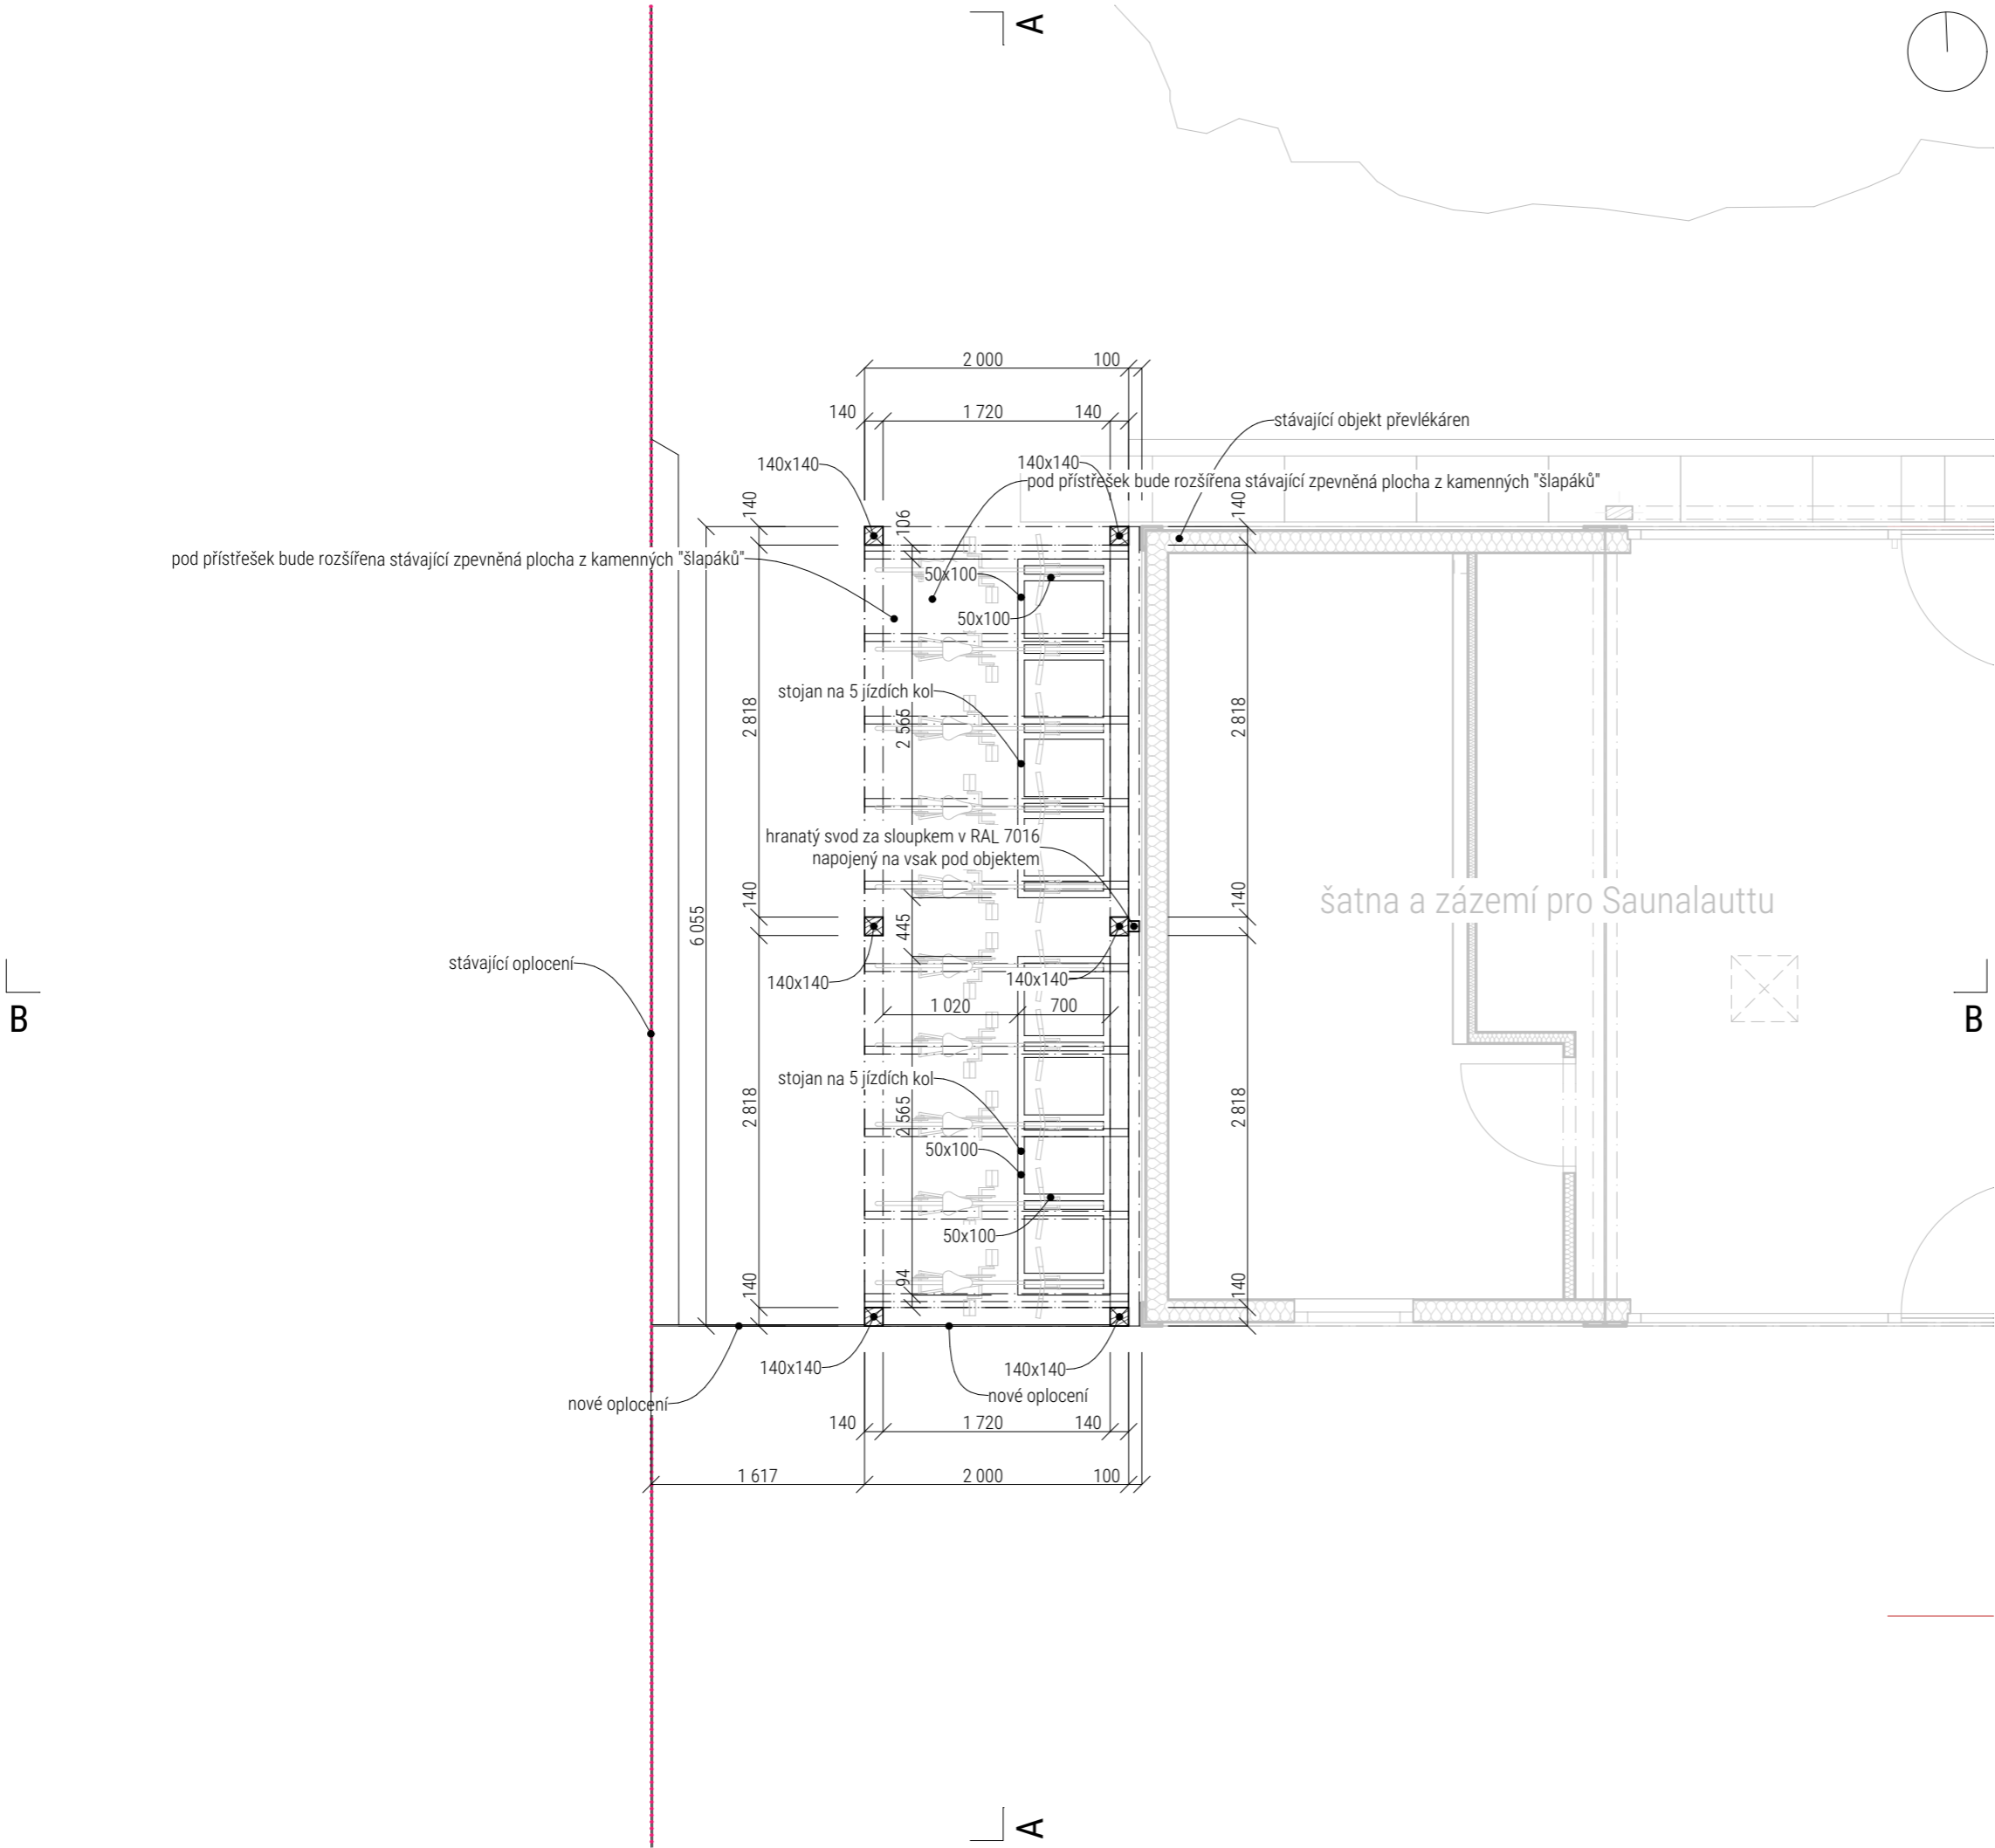 A
2 000
100
140
1 720
140
stávající objekt převlékáren
140x140
140x140
pod přístřešek bude rozšířena stávající zpevněná plocha z kamenných "šlapáků"
140
106
140
pod přístřešek bude rozšířena stávající zpevněná plocha z kamenných "šlapáků"
50x100
50x100
stojan na 5 jízdích kol
2 818
2 565
2 818
hranatý svod za sloupkem v RAL 7016
napojený na vsak pod objektem
140
140
šatna a zázemí pro Saunalauttu
6 055
445
stávající oplocení
140x140
140x140
1 020
700
B
B
stojan na 5 jízdích kol
2 818
2 565
2 818
50x100
50x100
140
94
140
140x140
140x140
nové oplocení
nové oplocení
140
1 720
140
1 617
2 000
100
A